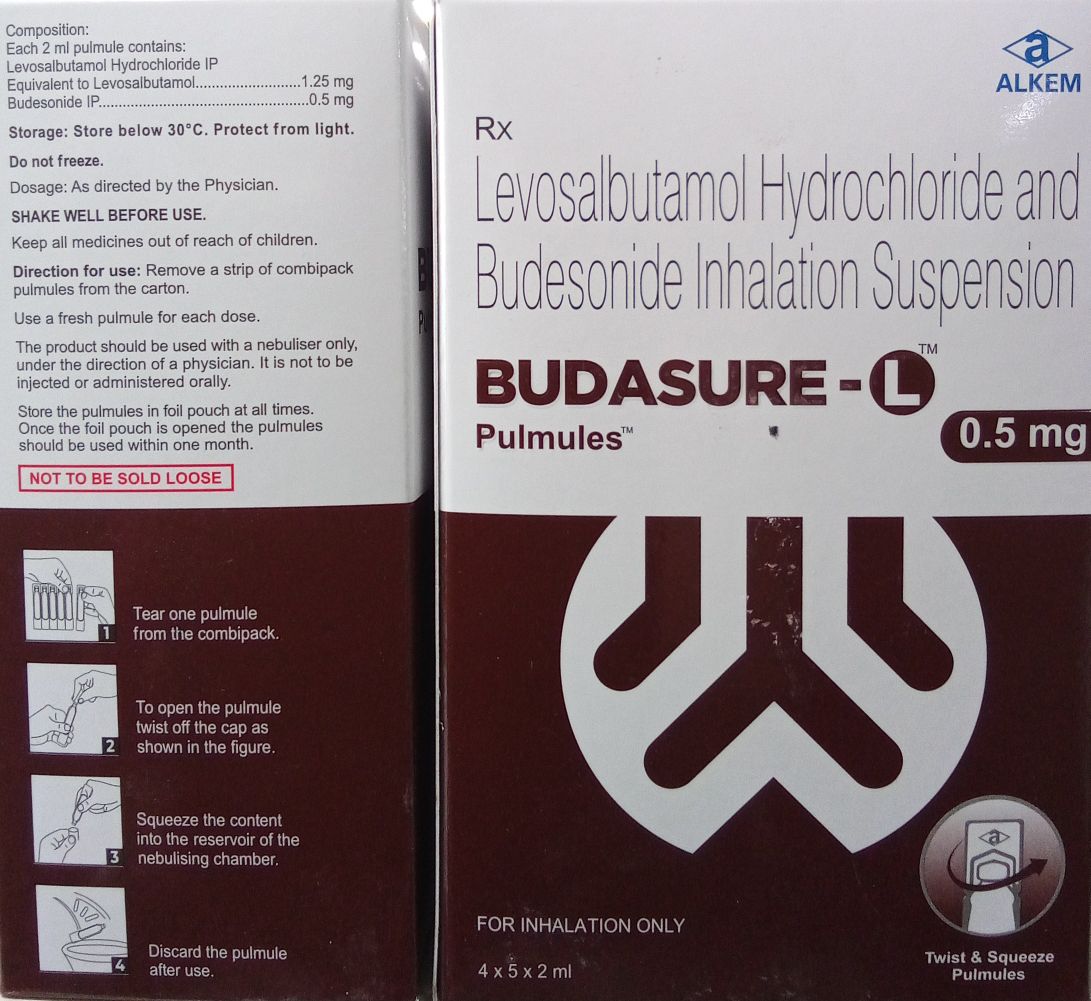 Composition:
Each 2 ml pulmule contains:
Levosalbutamol Hydrochloride IP
Equivalent to Levosalbutamol..........................1.25 mg
Budesonide IP....................................................0.5 mg
Storage: Store below 30°C. Protect from light.
Do not freeze.
Dosage: As directed by the Physician.
SHAKE WELL BEFORE USE.
Keep all medicines out of reach of children.
Direction for use: Remove a strip of combipack
pulmules from the carton.
Use a fresh pulmule for each dose.
The product should be used with a nebuliser only,
under the direction of a physician. It is not to be
injected or administered orally.
Store the pulmules in foil pouch at all times.
Once the foil pouch is opened the pulmules
should be used within one month.
NOT TO BE SOLD LOOSE
1
Tear one pulmule
from the combipack.
2
To open the pulmule
twist off the cap as
shown in the figure.
3
Squeeze the content
into the reservoir of the
nebulising chamber.
4
Discard the pulmule
after use.
a
ALKEM
Rx
Levosalbutamol Hydrochloride and
Budesonide Inhalation Suspension
BUDASURE - L™
Pulmules™
0.5 mg
FOR INHALATION ONLY
4 x 5 x 2 ml
a
Twist & Squeeze
Pulmules